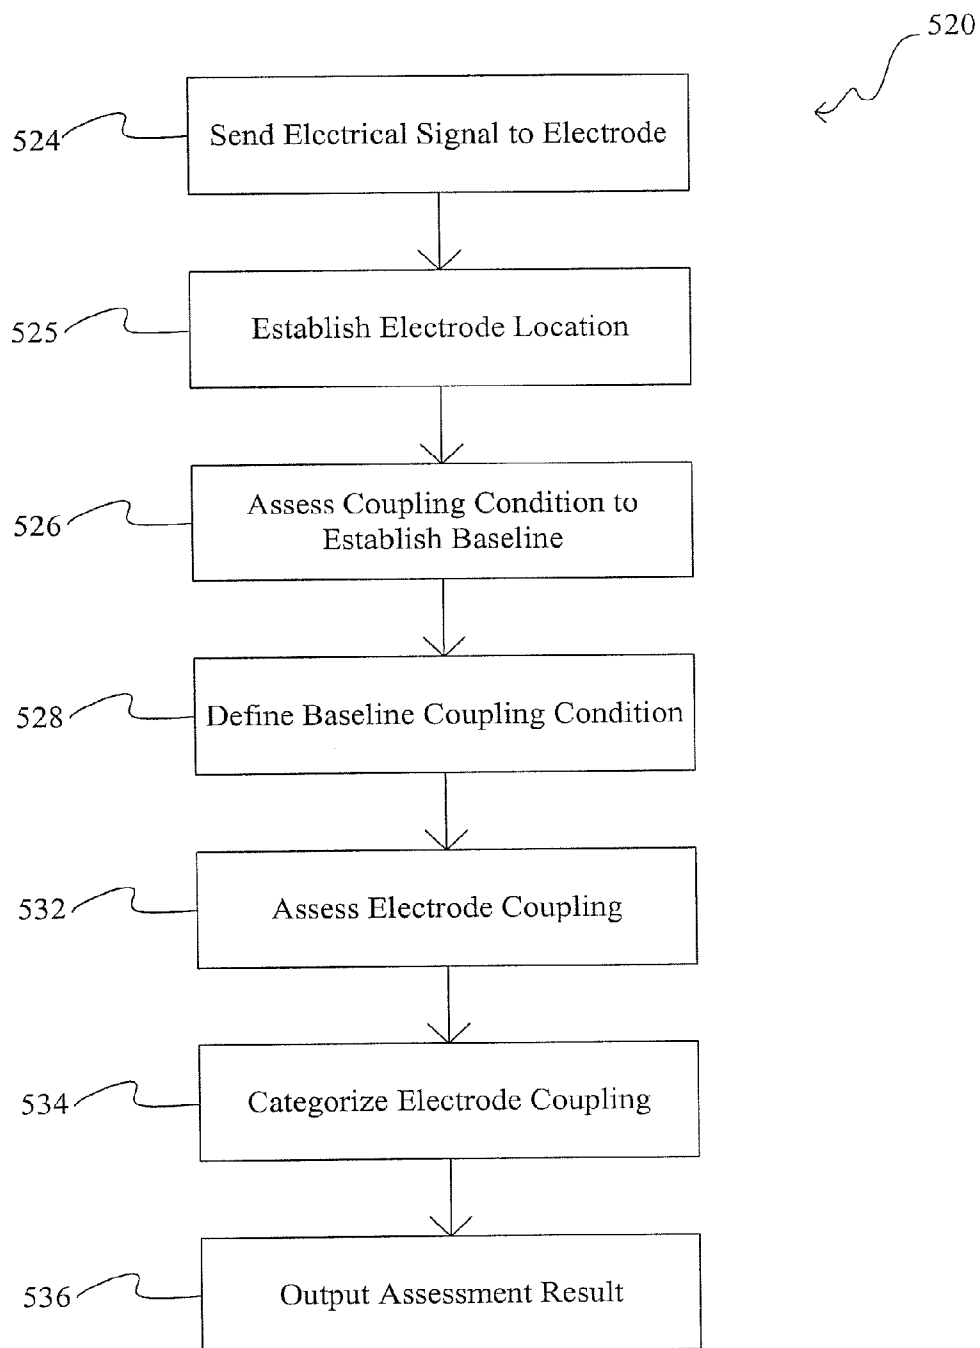 520
524
Send Electrical Signal to Electrode
525
Establish Electrode Location
526
Assess Coupling Condition to
Establish Baseline
528
Define Baseline Coupling Condition
532
Assess Electrode Coupling
534
Categorize Electrode Coupling
536
Output Assessment Result